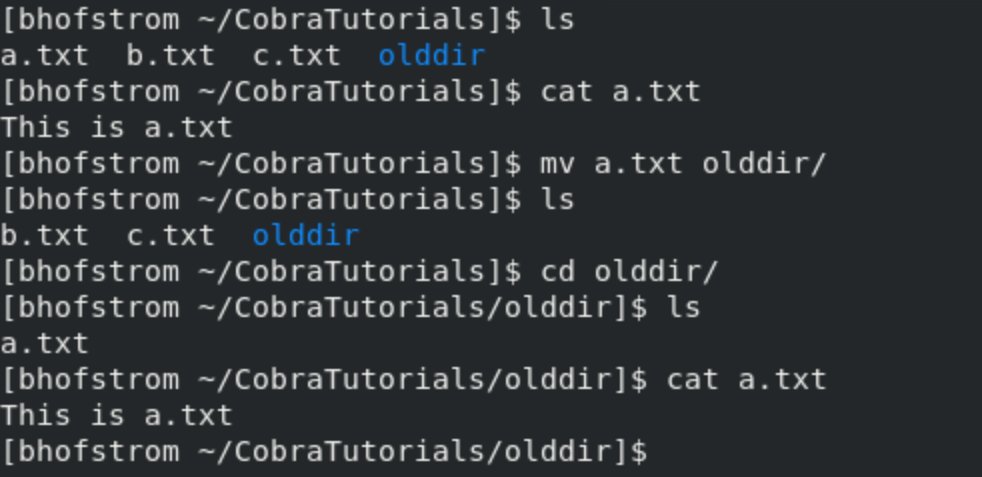 [bhofstrom ~/CobraTutorials]$ ls
a.txt  b.txt  c.txt  olddir
[bhofstrom ~/CobraTutorials]$ cat a.txt
This is a.txt
[bhofstrom ~/CobraTutorials]$ mv a.txt olddir/
[bhofstrom ~/CobraTutorials]$ ls
b.txt  c.txt  olddir
[bhofstrom ~/CobraTutorials]$ cd olddir/
[bhofstrom ~/CobraTutorials/olddir]$ ls
a.txt
[bhofstrom ~/CobraTutorials/olddir]$ cat a.txt
This is a.txt
[bhofstrom ~/CobraTutorials/olddir]$